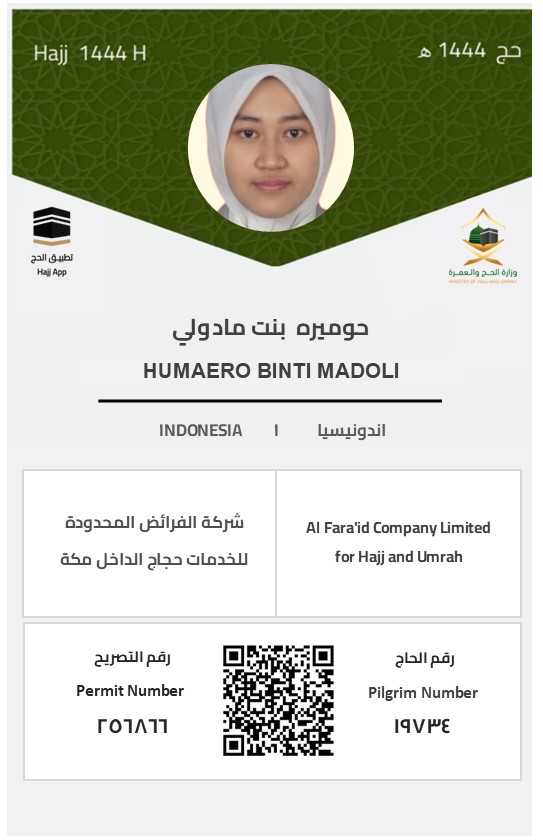 Hajj 1444 H
حج 1444 هـ
تطبيق الحج
Hajj App
وزارة الحـج والـعمـرة
MINISTRY OF HAJJ AND UMRAH
حوميره بنت مادولي
HUMAERO BINTI MADOLI
INDONESIA I اندونيسيا
شركة الفرائض المحدودة
للخدمات حجاج الداخل مكة
Al Fara'id Company Limited
for Hajj and Umrah
رقم التصريح
Permit Number
٢٥٦٨٦٦
رقم الحاج
Pilgrim Number
١٩٧٣٤